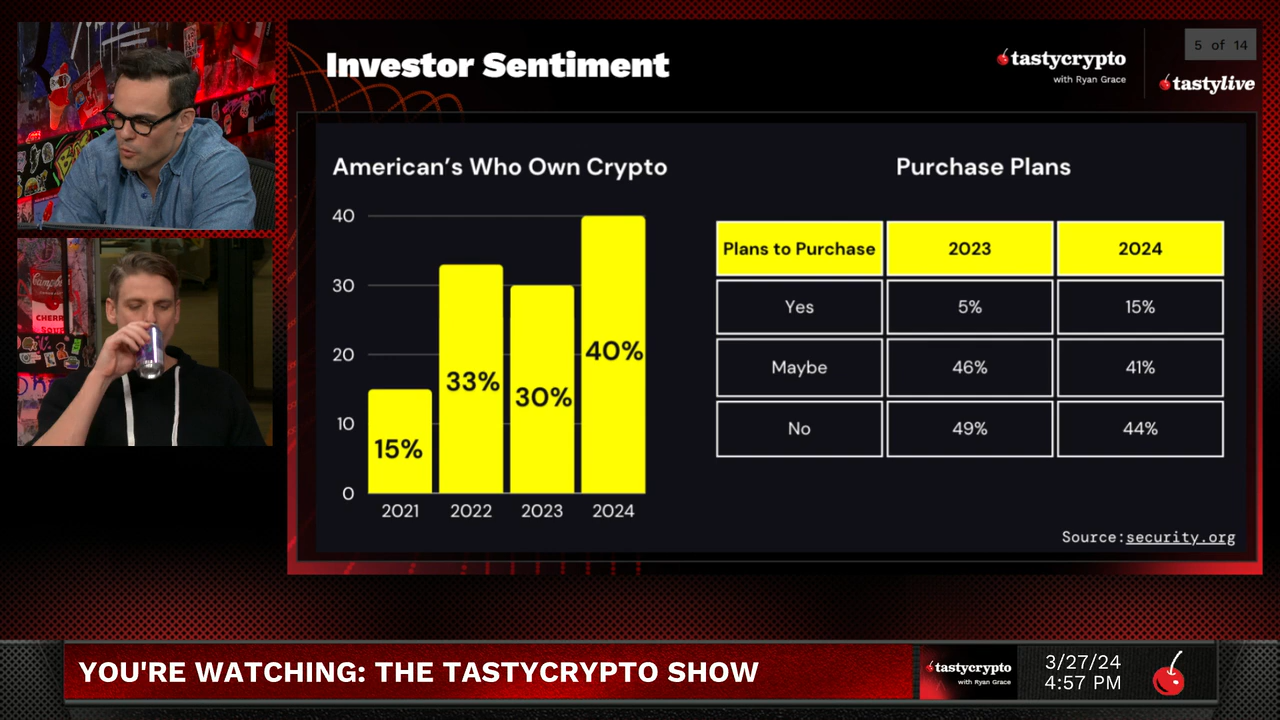 Investor Sentiment
tastycrypto
with Ryan Grace
5 of 14
tastylive
American's Who Own Crypto
40
30
20
10
0
15%
33%
30%
40%
2021
2022
2023
2024
Purchase Plans
Plans to Purchase 2023 2024
Yes 5% 15%
Maybe 46% 41%
No 49% 44%
Source:security.org
Campbell's
CHERR
SOUP
YOU'RE WATCHING: THE TASTYCRYPTO SHOW
tastycrypto
with Ryan Grace
3/27/24
4:57 PM